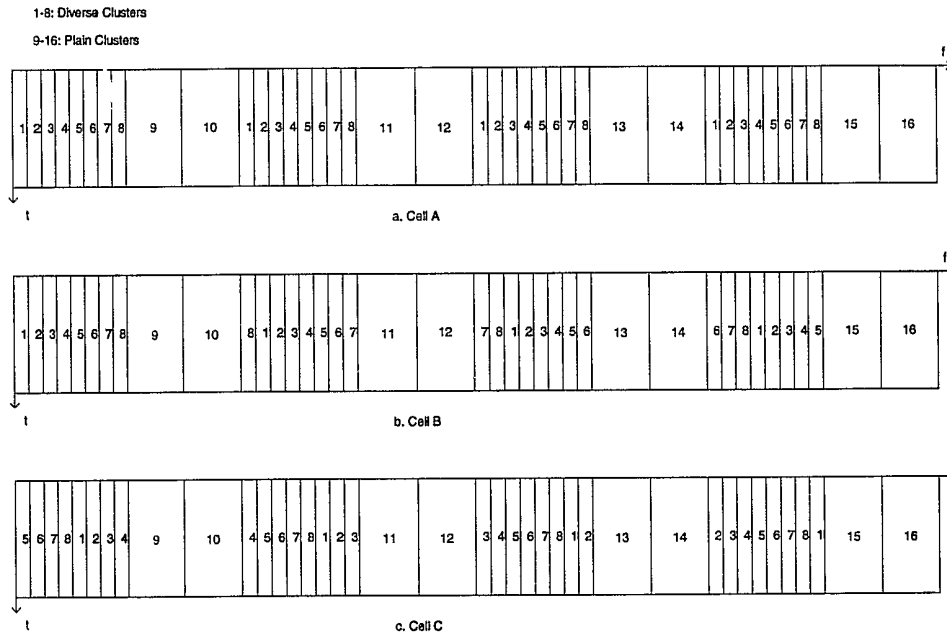 1-8: Diverse Clusters
9-16: Plain Clusters
f
1 2 3 4 5 6 7 8 9 10 1 2 3 4 5 6 7 8 11 12 1 2 3 4 5 6 7 8 13 14 1 2 3 4 5 6 7 8 15 16
t
a. Cell A
f
1 2 3 4 5 6 7 8 9 10 8 1 2 3 4 5 6 7 11 12 7 8 1 2 3 4 5 6 13 14 6 7 8 1 2 3 4 5 15 16
t
b. Cell B
5 6 7 8 1 2 3 4 9 10 4 5 6 7 8 1 2 3 11 12 3 4 5 6 7 8 1 2 13 14 2 3 4 5 6 7 8 1 15 16
t
c. Cell C